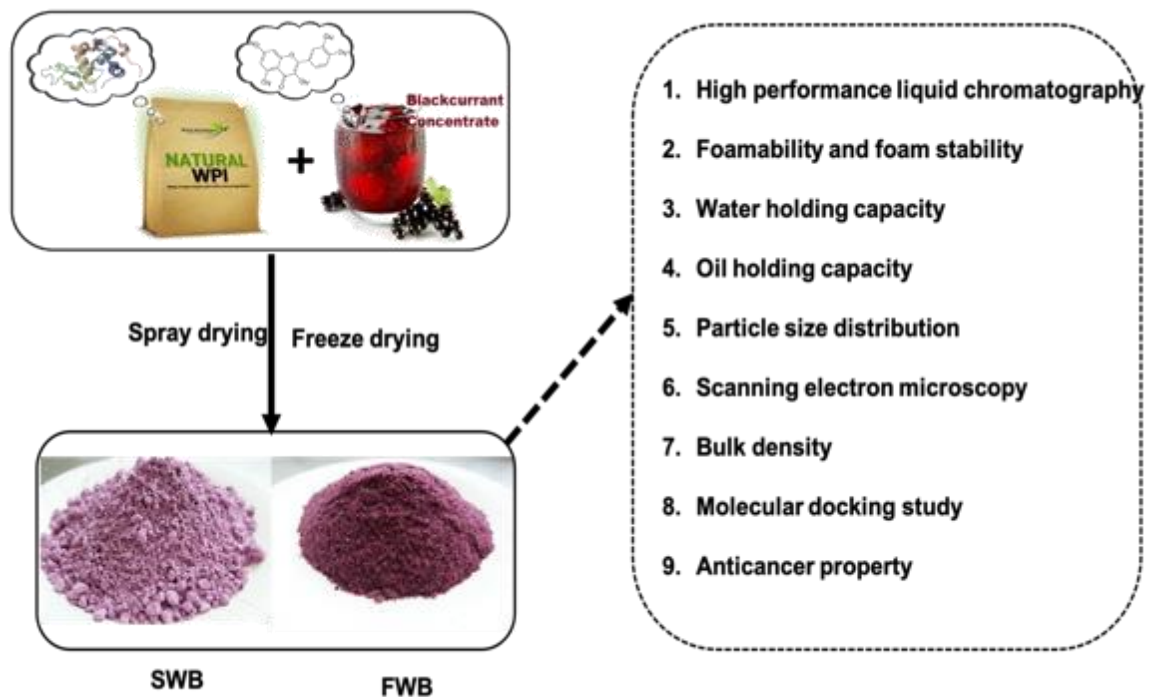 Blackcurrant
Concentrate
NATURAL
WPI
+
Spray drying
Freeze drying
SWB
FWB
1. High performance liquid chromatography
2. Foamability and foam stability
3. Water holding capacity
4. Oil holding capacity
5. Particle size distribution
6. Scanning electron microscopy
7. Bulk density
8. Molecular docking study
9. Anticancer property